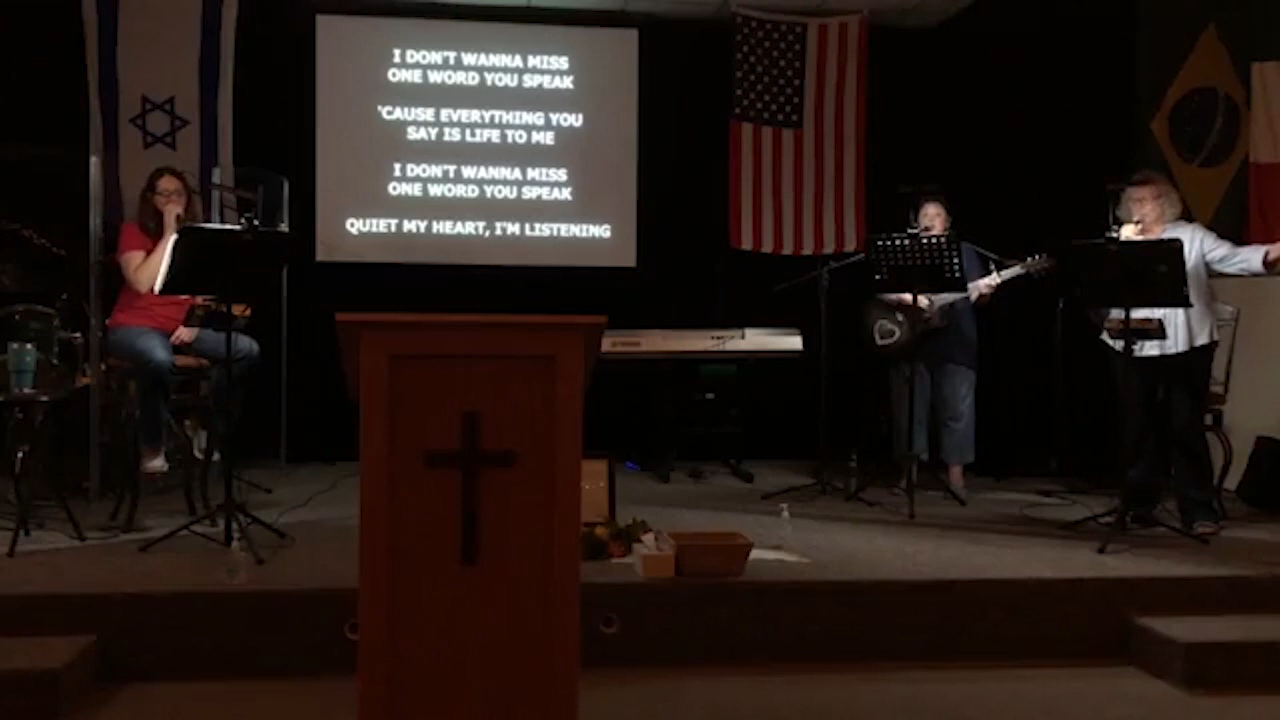 I DON'T WANNA MISS
ONE WORD YOU SPEAK
'CAUSE EVERYTHING YOU
SAY IS LIFE TO ME
I DON'T WANNA MISS
ONE WORD YOU SPEAK
QUIET MY HEART, I'M LISTENING